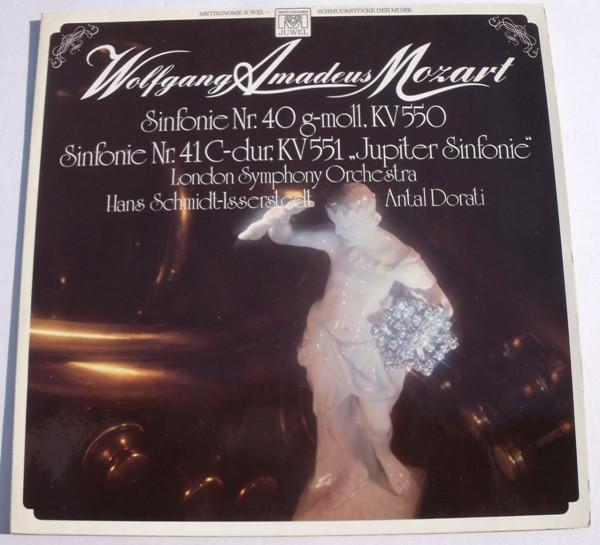 METRONOME JUWEL – SCHMUCKSTÜCKE DER MUSIK
JUWEL
Wolfgang Amadeus Mozart
Sinfonie Nr. 40 g-moll, KV 550
Sinfonie Nr. 41 C-dur, KV 551 „Jupiter Sinfonie“
London Symphony Orchestra
Hans Schmidt-Isserstedt Antal Dorati